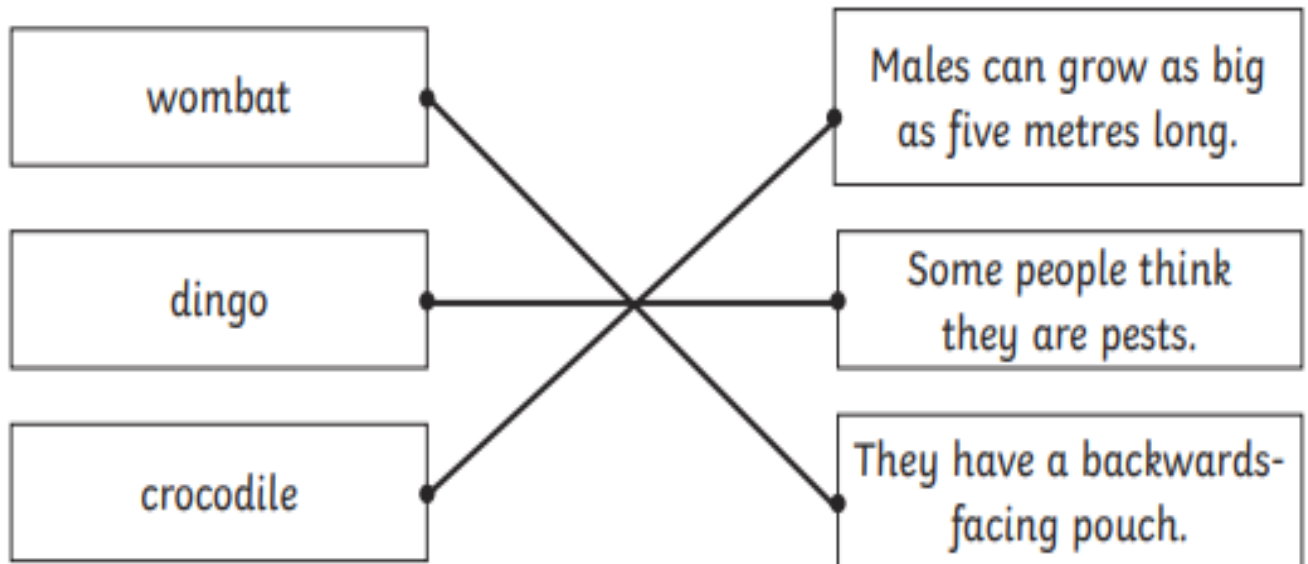 wombat
Males can grow as big
as five metres long.
dingo
Some people think
they are pests.
crocodile
They have a backwards-
facing pouch.